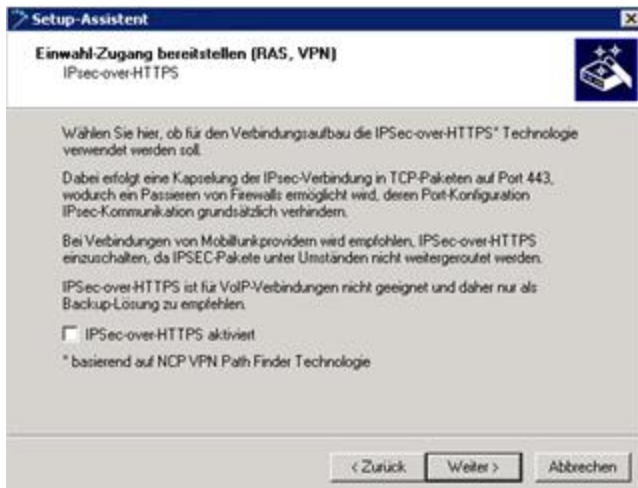 Setup-Assistent
Einwahl-Zugang bereitstellen (RAS, VPN)
IPsec-over-HTTPS
Wählen Sie hier, ob für den Verbindungsaufbau die IPSec-over-HTTPS* Technologie
verwendet werden soll.
Dabei erfolgt eine Kapselung der IPsec-Verbindung in TCP-Paketen auf Port 443,
wodurch ein Passieren von Firewalls ermöglicht wird, deren Port-Konfiguration
IPsec-Kommunikation grundsätzlich verhindern.
Bei Verbindungen von Mobilfunkprovidern wird empfohlen, IPSec-over-HTTPS
einzuschalten, da IPSEC-Pakete unter Umständen nicht weitergeroutet werden.
IPSec-over-HTTPS ist für VoIP-Verbindungen nicht geeignet und daher nur als
Backup-Lösung zu empfehlen.
IPSec-over-HTTPS aktiviert
* basierend auf NCP VPN Path Finder Technologie
< Zurück Weiter > Abbrechen